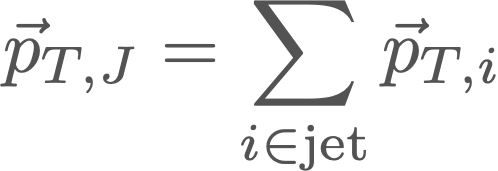 $\vec{p}_{T,J} = \sum_{i \in \text{jet}} \vec{p}_{T,i}$